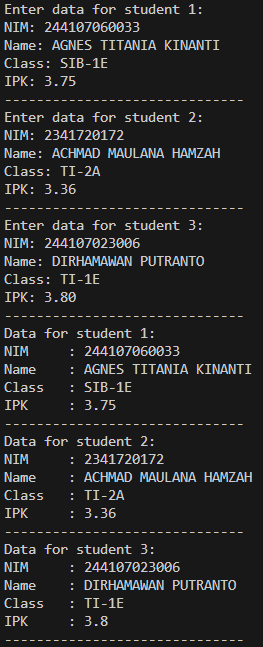 Enter data for student 1:
NIM: 244107060033
Name: AGNES TITANIA KINANTI
Class: SIB-1E
IPK: 3.75
------------------------------
Enter data for student 2:
NIM: 2341720172
Name: ACHMAD MAULANA HAMZAH
Class: TI-2A
IPK: 3.36
------------------------------
Enter data for student 3:
NIM: 244107023006
Name: DIRHAMAWAN PUTRANTO
Class: TI-1E
IPK: 3.80
------------------------------
Data for student 1:
NIM     : 244107060033
Name    : AGNES TITANIA KINANTI
Class   : SIB-1E
IPK     : 3.75
------------------------------
Data for student 2:
NIM     : 2341720172
Name    : ACHMAD MAULANA HAMZAH
Class   : TI-2A
IPK     : 3.36
------------------------------
Data for student 3:
NIM     : 244107023006
Name    : DIRHAMAWAN PUTRANTO
Class   : TI-1E
IPK     : 3.8
------------------------------